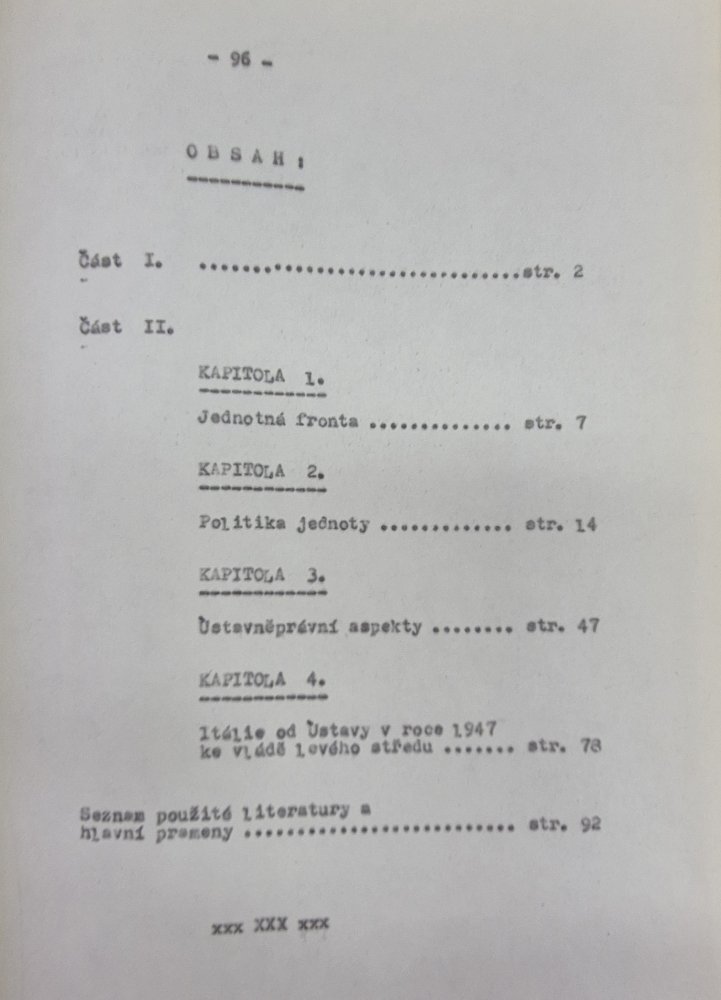 - 96 -
O B S A H :
Část I. ...............................str. 2
Část II.
KAPITOLA 1.
Jednotná fronta .............. str. 7
KAPITOLA 2.
Politika jednoty ............. str. 14
KAPITOLA 3.
Ústavněprávní aspekty ........ str. 47
KAPITOLA 4.
Itálie od Ústavy v roce 1947
ke vládě levého středu ....... str. 78
Seznam použité literatury a
hlavní prameny .......................... str. 92
xxx XXX xxx